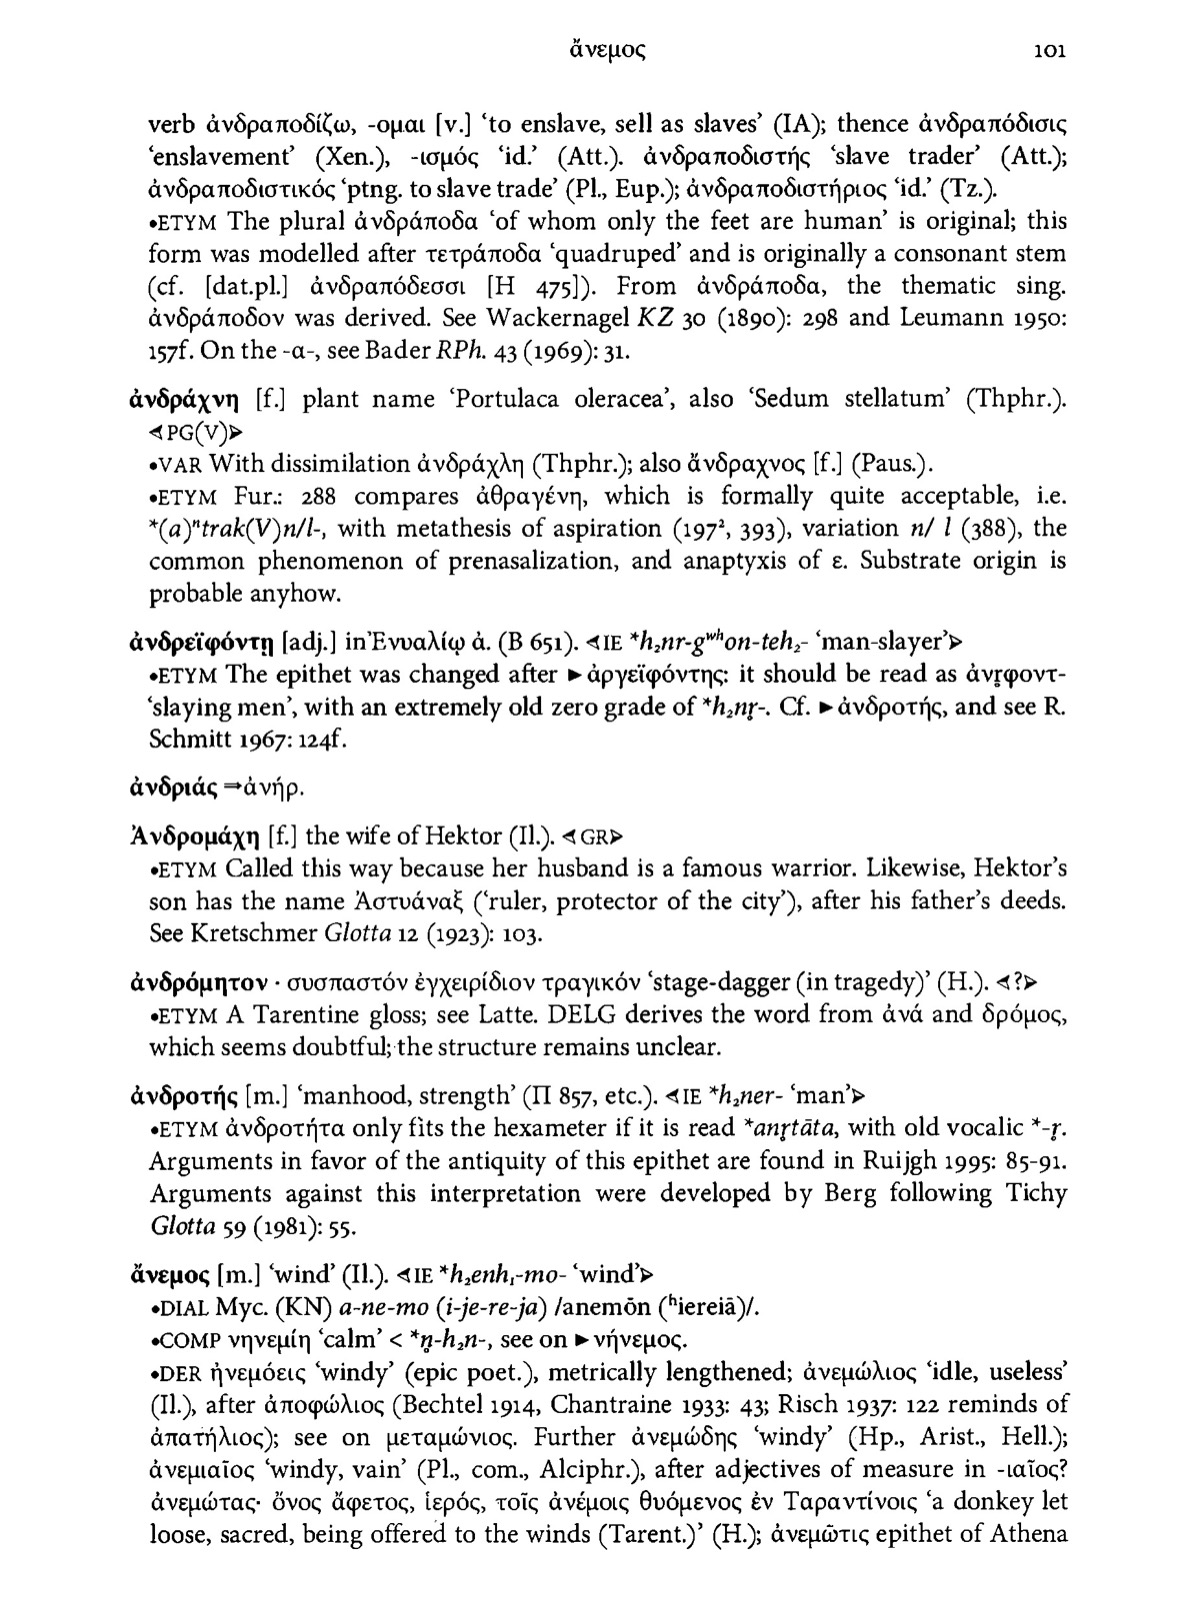 ἄνεμος 101
verb ἀνδραποδίζω, -ομαι [v.] ‘to enslave, sell as slaves’ (IA); thence ἀνδραπόδισις
‘enslavement’ (Xen.), -ισμός ‘id.’ (Att.). ἀνδραποδιστής ‘slave trader’ (Att.);
ἀνδραποδιστικός ‘ptng. to slave trade’ (Pl., Eup.); ἀνδραποδιστήριος ‘id.’ (Tz.).
•ETYM The plural ἀνδράποδα ‘of whom only the feet are human’ is original; this
form was modelled after τετράποδα ‘quadruped’ and is originally a consonant stem
(cf. [dat.pl.] ἀνδραπόδεσσι [H 475]). From ἀνδράποδα, the thematic sing.
ἀνδράποδον was derived. See Wackernagel KZ 30 (1890): 298 and Leumann 1950:
157f. On the -α-, see Bader RPh. 43 (1969): 31.
ἀνδράχνη [f.] plant name ‘Portulaca oleracea’, also ‘Sedum stellatum’ (Thphr.).
⋖PG(V)⋗
•VAR With dissimilation ἀνδράχλη (Thphr.); also ἄνδραχνος [f.] (Paus.).
•ETYM Fur.: 288 compares ἀθραγένη, which is formally quite acceptable, i.e.
*(a)ⁿtrak(V)n/l-, with metathesis of aspiration (197², 393), variation n/ l (388), the
common phenomenon of prenasalization, and anaptyxis of ε. Substrate origin is
probable anyhow.
ἀνδρεϊφόντῃ [adj.] in Ἐνυαλίῳ ἀ. (B 651). ⋖IE *h₂nr-gʷʰon-teh₂- ‘man-slayer’⋗
•ETYM The epithet was changed after ►ἀργεϊφόντης: it should be read as ἀνr̥φοντ-
‘slaying men’, with an extremely old zero grade of *h₂nr̥-. Cf. ►ἀνδροτής, and see R.
Schmitt 1967: 124f.
ἀνδριάς ⇒ἀνήρ.
Ἀνδρομάχη [f.] the wife of Hektor (Il.). ⋖GR⋗
•ETYM Called this way because her husband is a famous warrior. Likewise, Hektor’s
son has the name Ἀστυάναξ (‘ruler, protector of the city’), after his father’s deeds.
See Kretschmer Glotta 12 (1923): 103.
ἀνδρόμητον · συσπαστόν ἐγχειρίδιον τραγικόν ‘stage-dagger (in tragedy)’ (H.). ⋖?⋗
•ETYM A Tarentine gloss; see Latte. DELG derives the word from ἀνά and δρόμος,
which seems doubtful; the structure remains unclear.
ἀνδροτής [m.] ‘manhood, strength’ (Π 857, etc.). ⋖IE *h₂ner- ‘man’⋗
•ETYM ἀνδροτήτα only fits the hexameter if it is read *anr̥tāta, with old vocalic *-r̥.
Arguments in favor of the antiquity of this epithet are found in Ruijgh 1995: 85-91.
Arguments against this interpretation were developed by Berg following Tichy
Glotta 59 (1981): 55.
ἄνεμος [m.] ‘wind’ (Il.). ⋖IE *h₂enh₁-mo- ‘wind’⋗
•DIAL Myc. (KN) a-ne-mo (i-je-re-ja) /anemōn (ʰiereiā)/.
•COMP νηνεμίη ‘calm’ < *n̥-h₂n-, see on ►νήνεμος.
•DER ἠνεμόεις ‘windy’ (epic poet.), metrically lengthened; ἀνεμώλιος ‘idle, useless’
(Il.), after ἀποφώλιος (Bechtel 1914, Chantraine 1933: 43; Risch 1937: 122 reminds of
ἀπατήλιος); see on μεταμώνιος. Further ἀνεμώδης ‘windy’ (Hp., Arist., Hell.);
ἀνεμιαῖος ‘windy, vain’ (Pl., com., Alciphr.), after adjectives of measure in -ιαῖος?
ἀνεμώτας· ὄνος ἄφετος, ἱερός, τοῖς ἀνέμοις θυόμενος ἐν Ταραντίνοις ‘a donkey let
loose, sacred, being offered to the winds (Tarent.)’ (H.); ἀνεμῶτις epithet of Athena